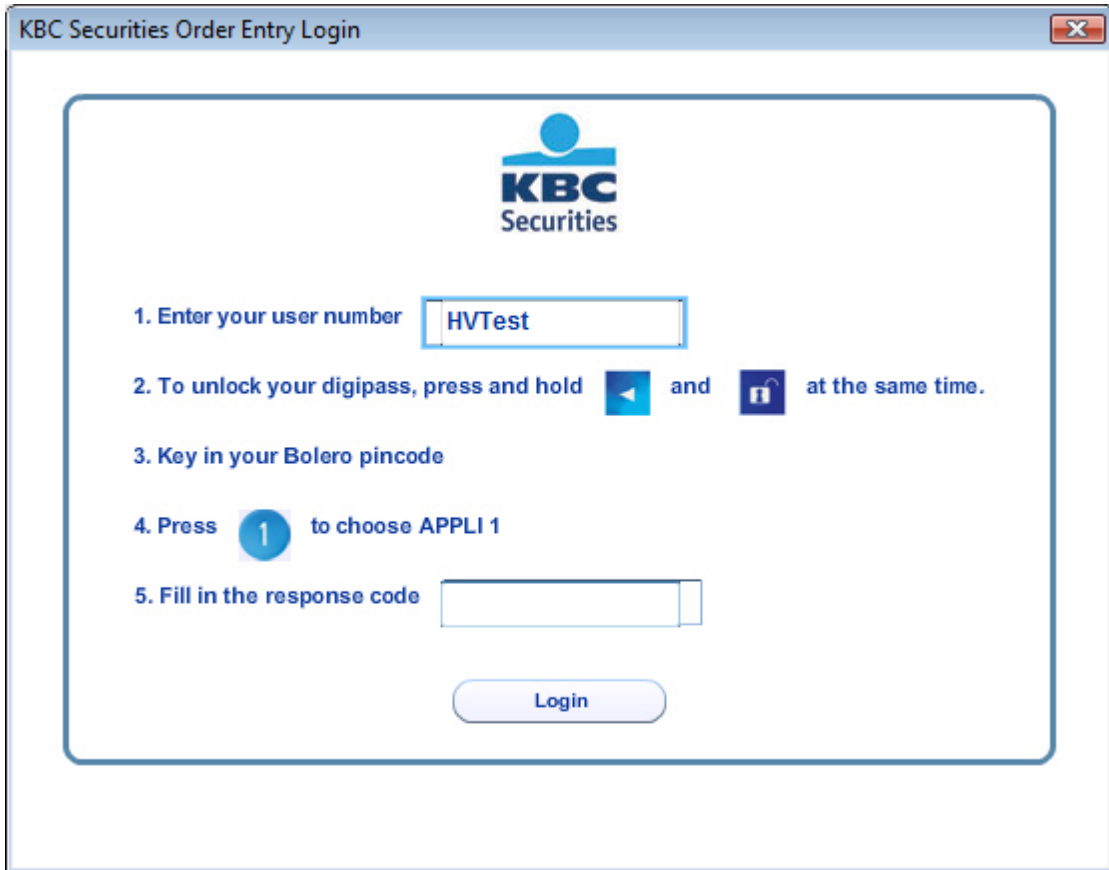 KBC Securities Order Entry Login
KBC
Securities
1. Enter your user number HVTest
2. To unlock your digipass, press and hold and at the same time.
3. Key in your Bolero pincode
4. Press 1 to choose APPLI 1
5. Fill in the response code
Login